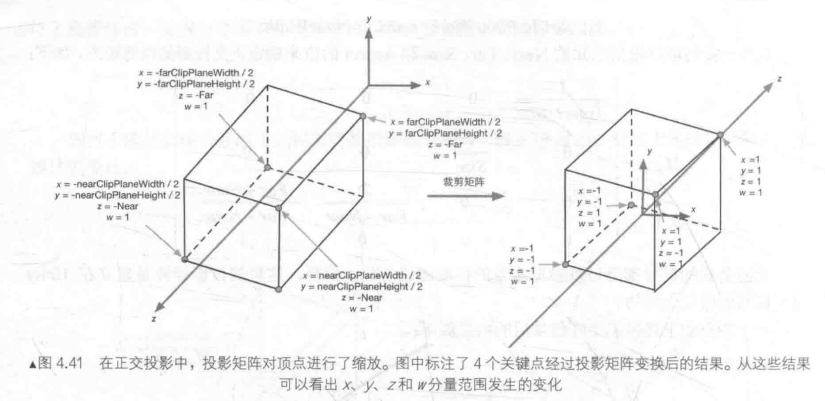 y
x
x = -farClipPlaneWidth / 2
y = -farClipPlaneHeight / 2
z = -Far
w = 1
x = farClipPlaneWidth / 2
y = farClipPlaneHeight / 2
z = -Far
w = 1
x = -nearClipPlaneWidth / 2
y = -nearClipPlaneHeight / 2
z = -Near
w = 1
x = nearClipPlaneWidth / 2
y = nearClipPlaneHeight / 2
z = -Near
w = 1
z
裁剪矩阵
z
y
x
x =1
y = 1
z = 1
w = 1
x =-1
y = -1
z = 1
w = 1
x =1
y = 1
z = -1
w = 1
x =-1
y = -1
z = -1
w = 1
▲图 4.41 在正交投影中，投影矩阵对顶点进行了缩放。图中标注了 4 个关键点经过投影矩阵变换后的结果。从这些结果
可以看出 x、y、z 和 w 分量范围发生的变化